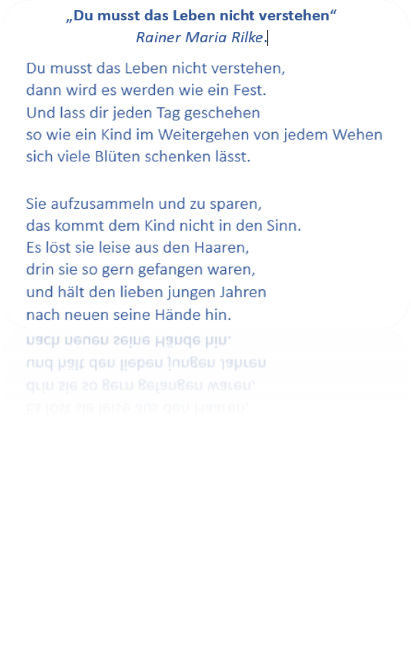 „Du musst das Leben nicht verstehen“
Rainer Maria Rilke.
Du musst das Leben nicht verstehen,
dann wird es werden wie ein Fest.
Und lass dir jeden Tag geschehen
so wie ein Kind im Weitergehen von jedem Wehen
sich viele Blüten schenken lässt.
Sie aufzusammeln und zu sparen,
das kommt dem Kind nicht in den Sinn.
Es löst sie leise aus den Haaren,
drin sie so gern gefangen waren,
und hält den lieben jungen Jahren
nach neuen seine Hände hin.